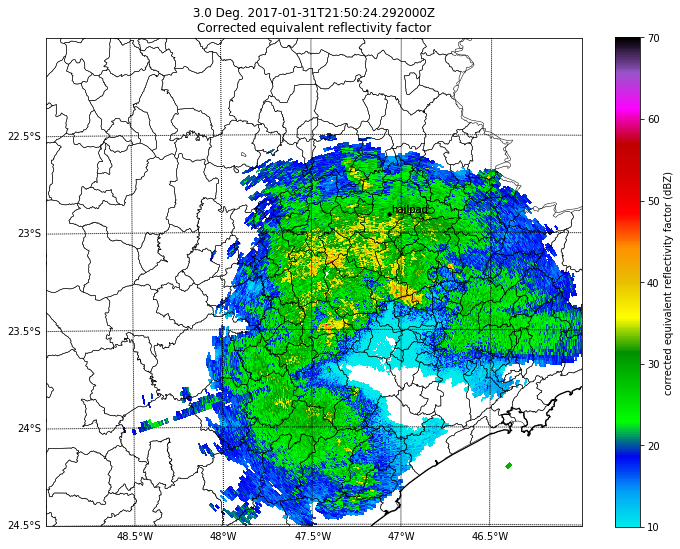 3.0 Deg. 2017-01-31T21:50:24.292000Z
Corrected equivalent reflectivity factor
70
60
50
40
30
20
10
corrected equivalent reflectivity factor (dBZ)
22.5°S
23°S
23.5°S
24°S
24.5°S
hailpad
48.5°W
48°W
47.5°W
47°W
46.5°W